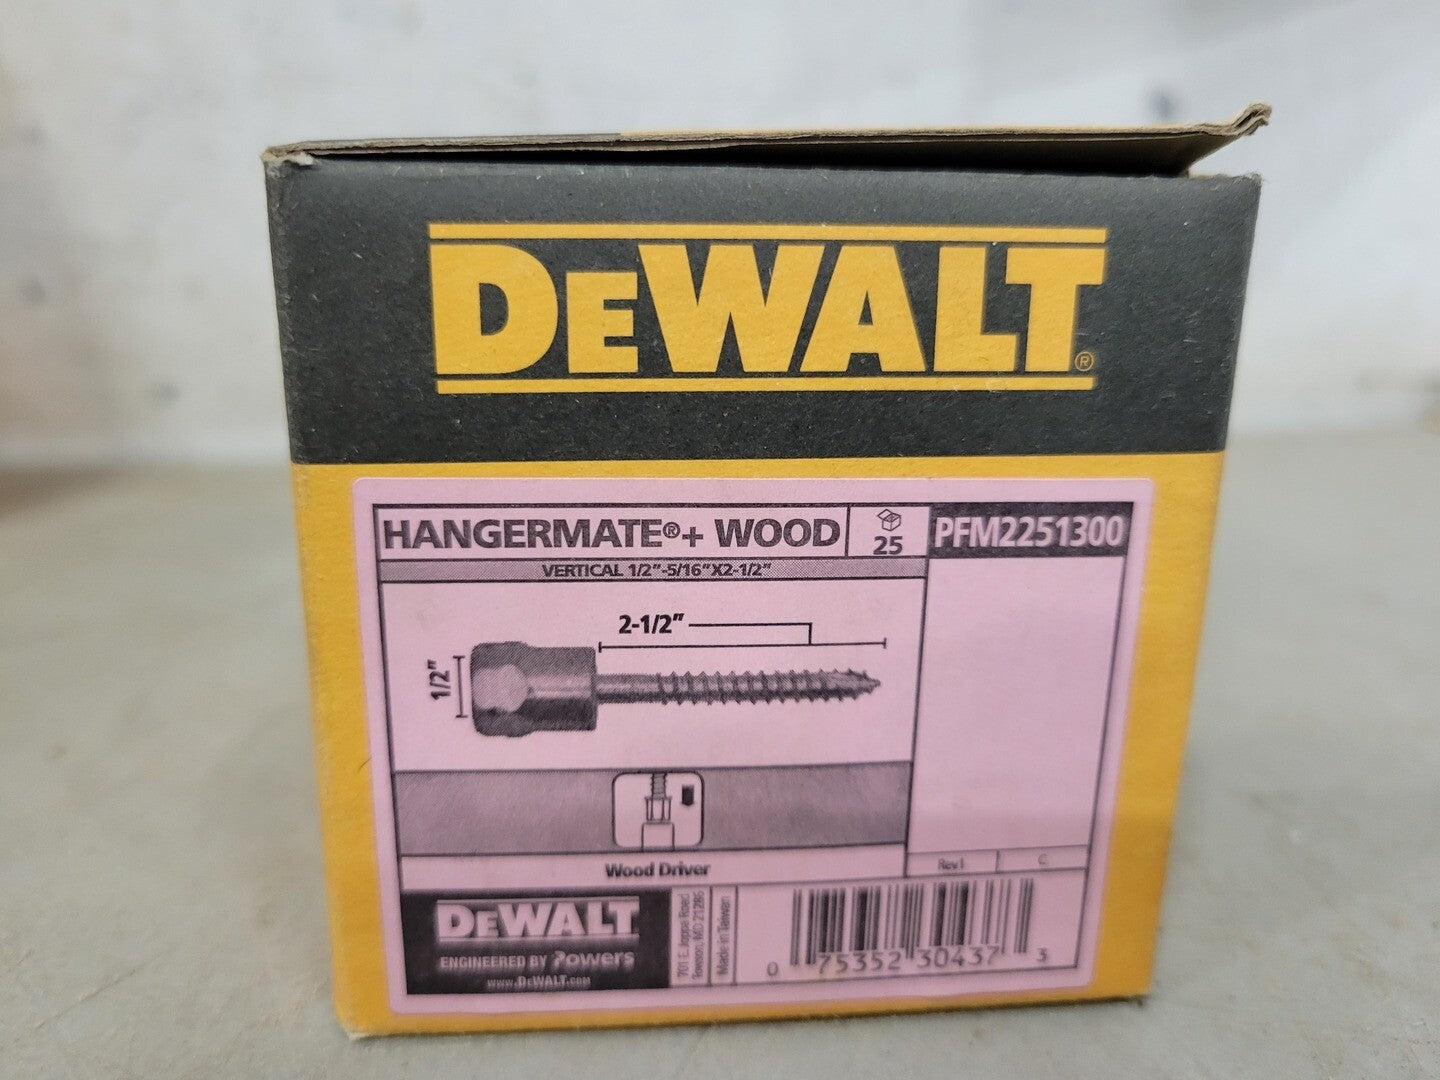 DEWALT®
HANGERMATE®+ WOOD
25
PFM2251300
VERTICAL 1/2"-5/16"X2-1/2"
2-1/2"
1/2"
Wood Driver
Rev
C
DEWALT
ENGINEERED BY Powers
www.DEWALT.com
701 E. Joppa Road
Towson, MD 21286
Made in Taiwan
0 75352 30437 3